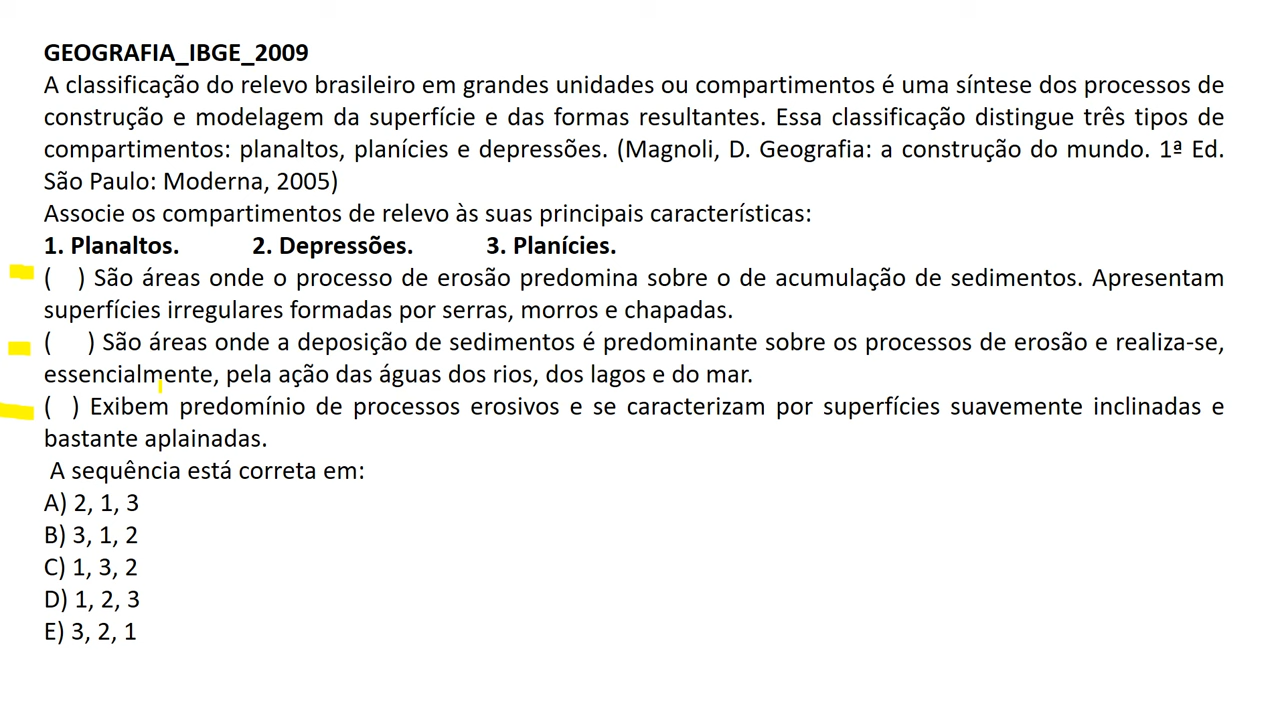 GEOGRAFIA_IBGE_2009
A classificação do relevo brasileiro em grandes unidades ou compartimentos é uma síntese dos processos de
construção e modelagem da superfície e das formas resultantes. Essa classificação distingue três tipos de
compartimentos: planaltos, planícies e depressões. (Magnoli, D. Geografia: a construção do mundo. 1ª Ed.
São Paulo: Moderna, 2005)
Associe os compartimentos de relevo às suas principais características:
1. Planaltos. 2. Depressões. 3. Planícies.
( ) São áreas onde o processo de erosão predomina sobre o de acumulação de sedimentos. Apresentam
superfícies irregulares formadas por serras, morros e chapadas.
( ) São áreas onde a deposição de sedimentos é predominante sobre os processos de erosão e realiza-se,
essencialmente, pela ação das águas dos rios, dos lagos e do mar.
( ) Exibem predomínio de processos erosivos e se caracterizam por superfícies suavemente inclinadas e
bastante aplainadas.
A sequência está correta em:
A) 2, 1, 3
B) 3, 1, 2
C) 1, 3, 2
D) 1, 2, 3
E) 3, 2, 1